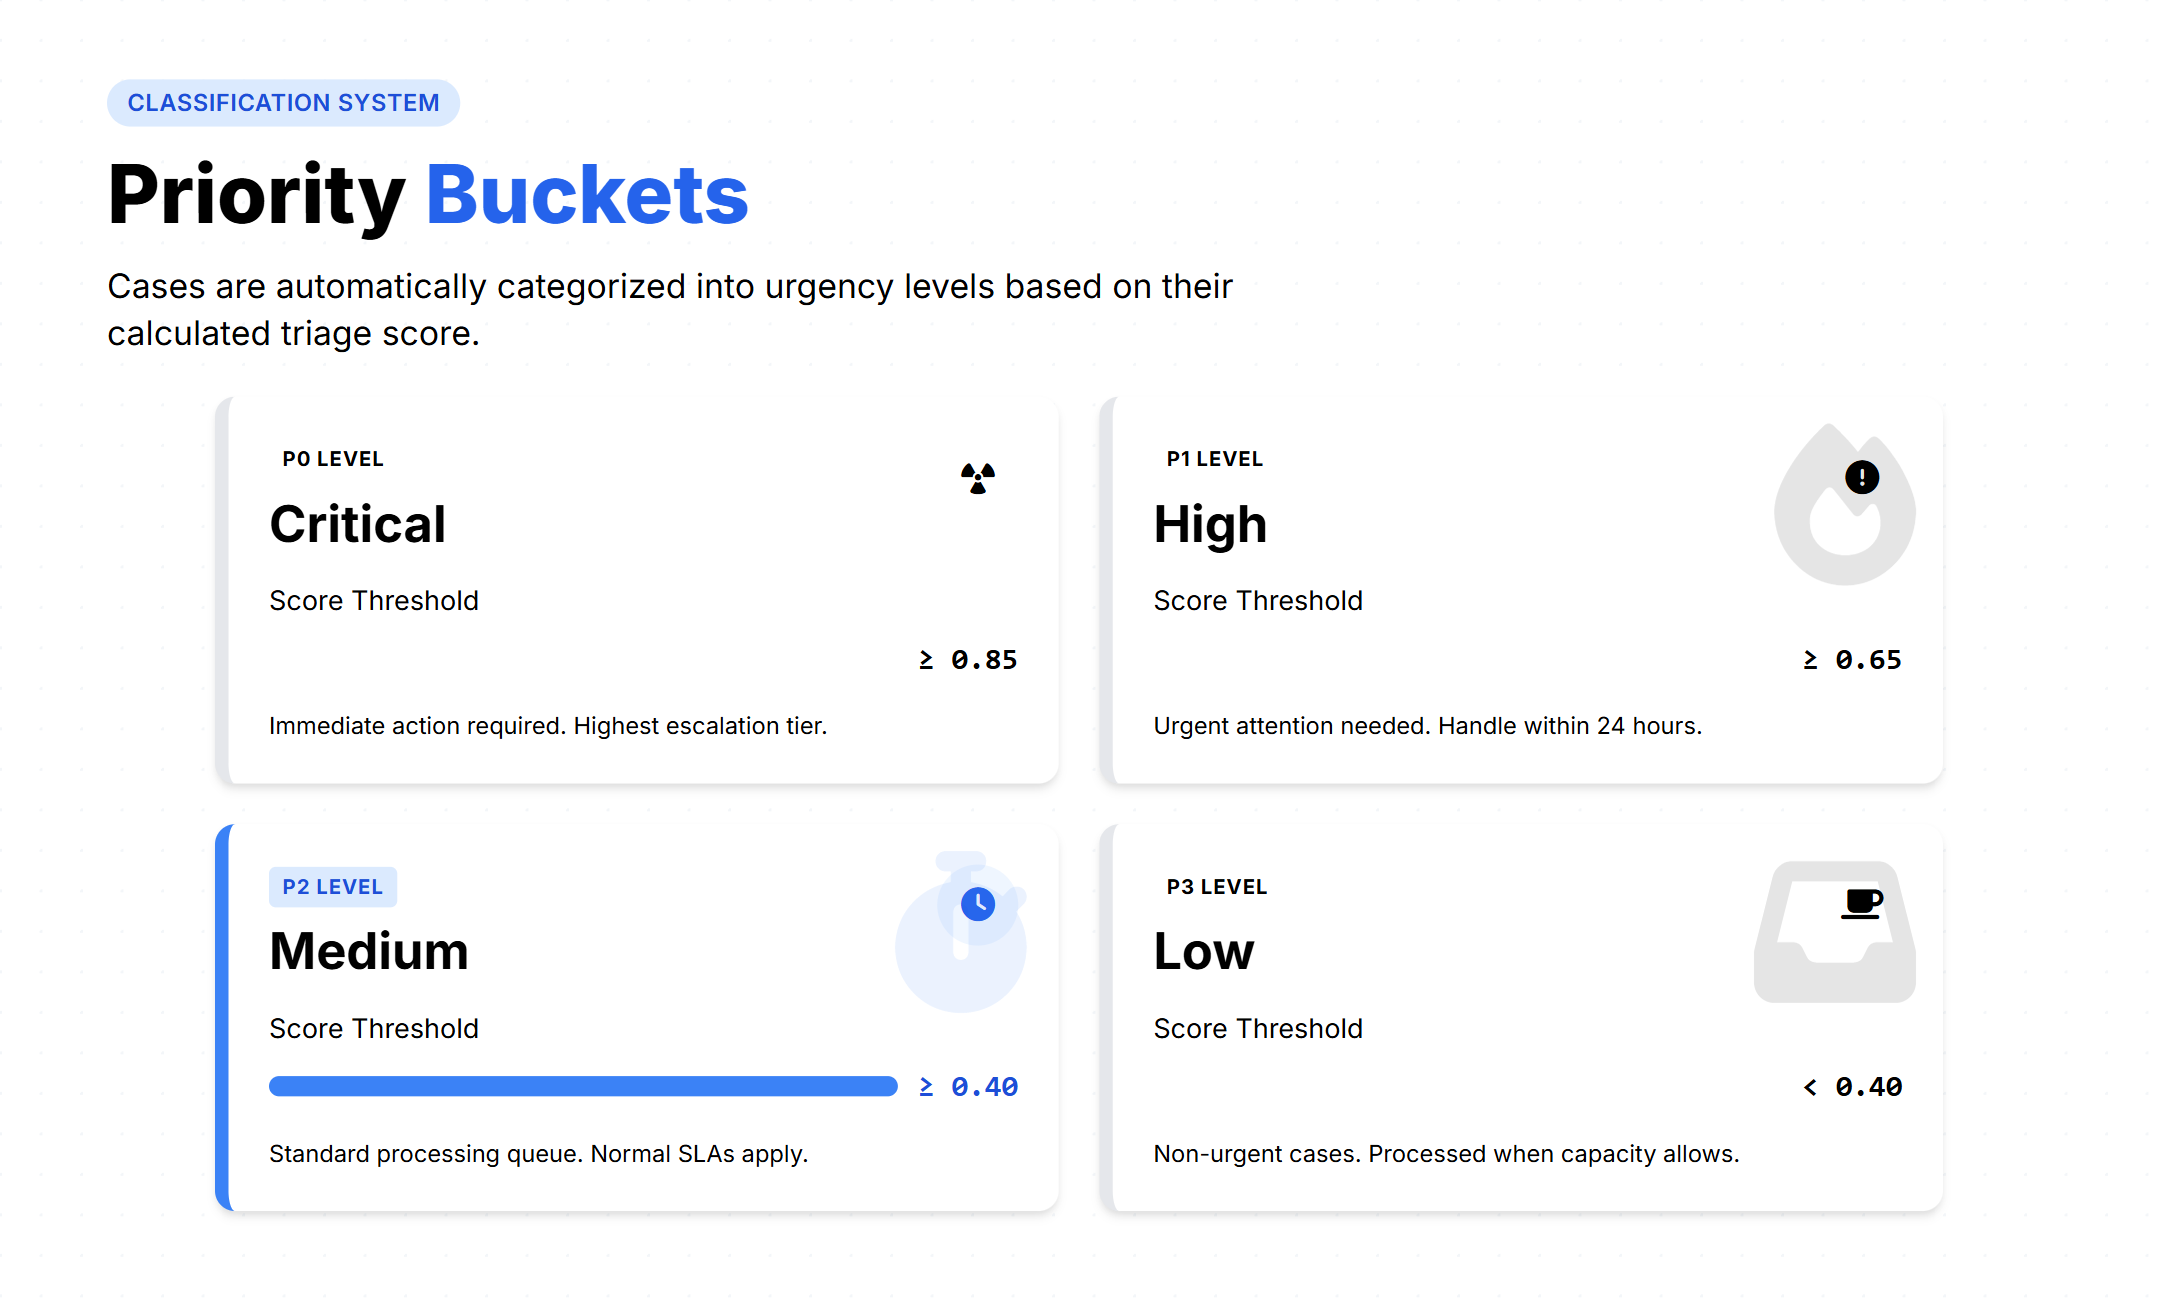 CLASSIFICATION SYSTEM
Priority Buckets
Cases are automatically categorized into urgency levels based on their
calculated triage score.
P0 LEVEL
Critical
Score Threshold
≥ 0.85
Immediate action required. Highest escalation tier.
P1 LEVEL
High
Score Threshold
≥ 0.65
Urgent attention needed. Handle within 24 hours.
P2 LEVEL
Medium
Score Threshold
≥ 0.40
Standard processing queue. Normal SLAs apply.
P3 LEVEL
Low
Score Threshold
< 0.40
Non-urgent cases. Processed when capacity allows.